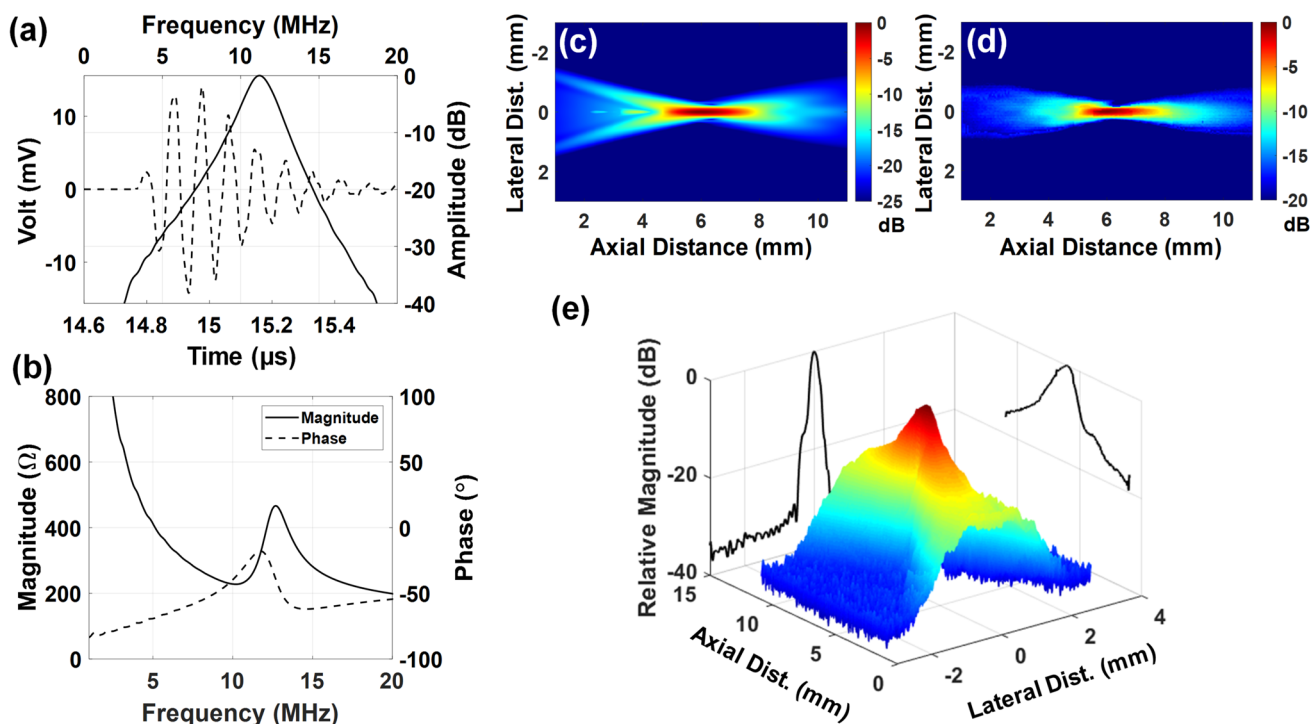 (a)
Frequency (MHz)
0 5 10 15 20
Volt (mV)
10
0
-10
0
-10
-20
-30
-40
Amplitude (dB)
14.6 14.8 15 15.2 15.4
Time (µs)
(b)
Magnitude (Ω)
800
600
400
200
0
Magnitude
Phase
100
50
0
-50
-100
Phase (°)
5 10 15 20
Frequency (MHz)
(c)
Lateral Dist. (mm)
-2
0
2
2 4 6 8 10
Axial Distance (mm)
0
-5
-10
-15
-20
-25
dB
(d)
Lateral Dist. (mm)
-2
0
2
2 4 6 8 10
Axial Distance (mm)
0
-5
-10
-15
-20
dB
(e)
Relative Magnitude (dB)
0
-20
-40
15
10
5
0
Axial Dist. (mm)
-2
0
2
4
Lateral Dist. (mm)